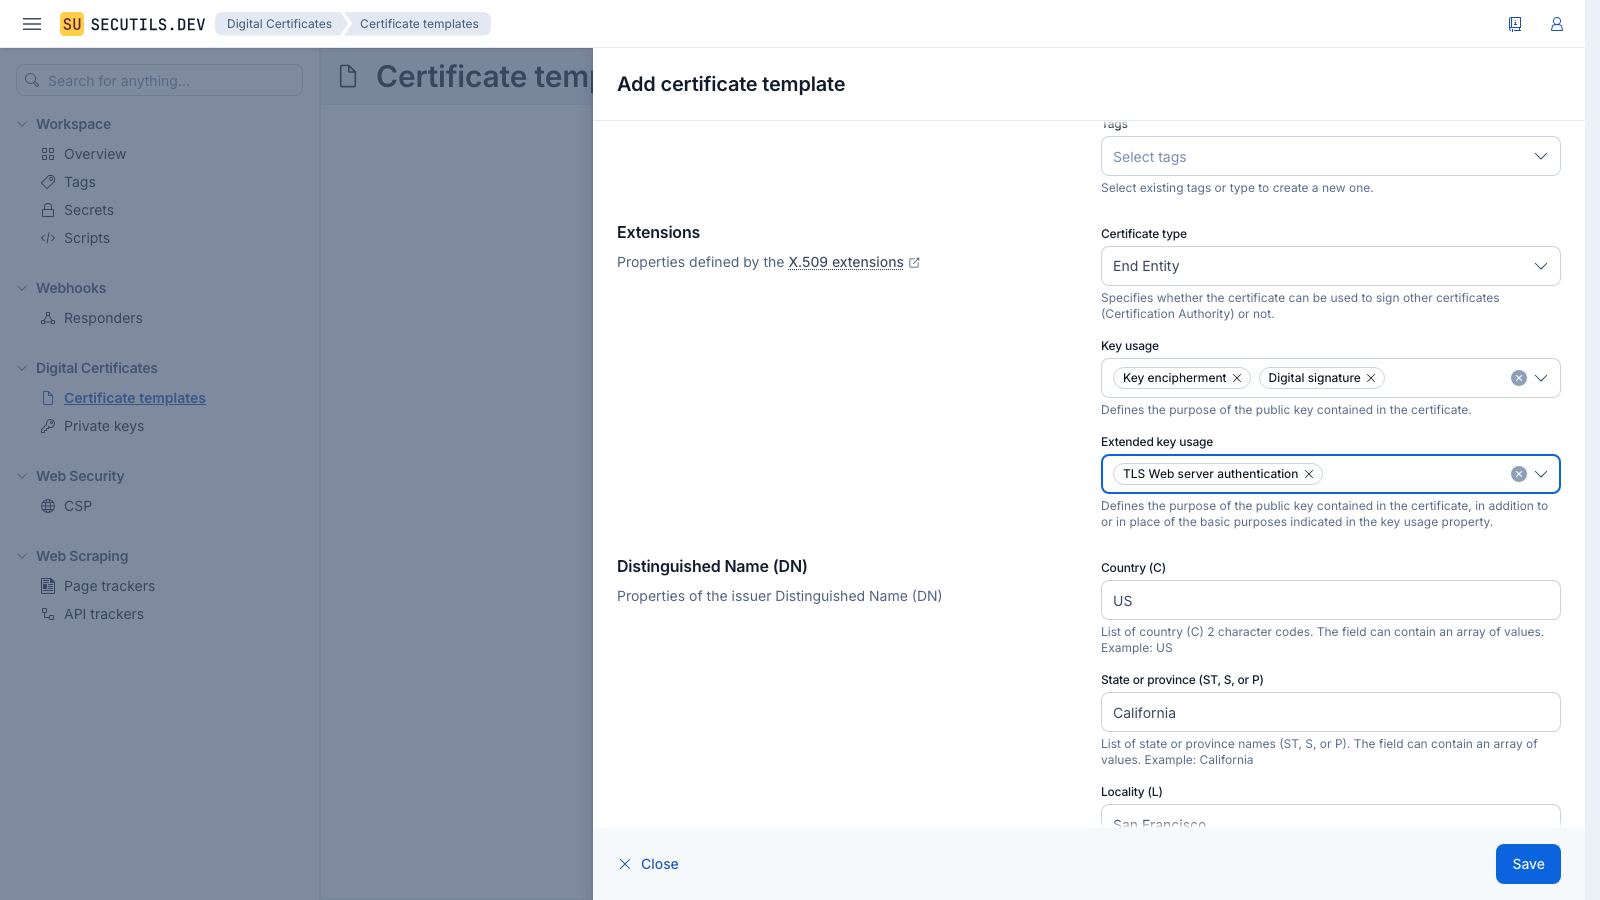 SU SECUTILS.DEV
Digital Certificates
Certificate templates
Search for anything...
Workspace
Overview
Tags
Secrets
Scripts
Webhooks
Responders
Digital Certificates
Certificate templates
Private keys
Web Security
CSP
Web Scraping
Page trackers
API trackers
Certificate temp
Add certificate template
Tags
Select tags
Select existing tags or type to create a new one.
Extensions
Properties defined by the X.509 extensions
Certificate type
End Entity
Specifies whether the certificate can be used to sign other certificates
(Certification Authority) or not.
Key usage
Key encipherment
Digital signature
Defines the purpose of the public key contained in the certificate.
Extended key usage
TLS Web server authentication
Defines the purpose of the public key contained in the certificate, in addition to
or in place of the basic purposes indicated in the key usage property.
Distinguished Name (DN)
Properties of the issuer Distinguished Name (DN)
Country (C)
US
List of country (C) 2 character codes. The field can contain an array of values.
Example: US
State or province (ST, S, or P)
California
List of state or province names (ST, S, or P). The field can contain an array of
values. Example: California
Locality (L)
San Francisco
Close
Save